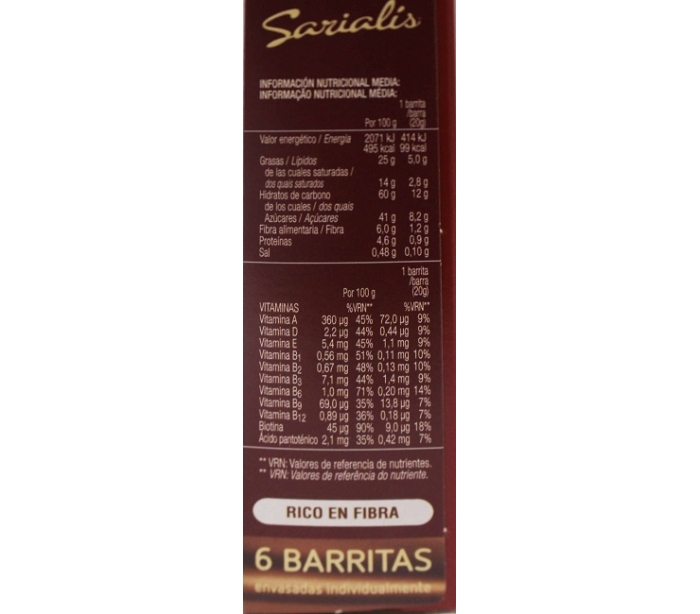 Sarialís
INFORMACIÓN NUTRICIONAL MEDIA:
INFORMAÇÃO NUTRICIONAL MÉDIA:
1 barrita
/barra
Por 100 g (20g)
Valor energético / Energia 2071 kJ 414 kJ
495 kcal 99 kcal
Grasas / Lípidos 25 g 5,0 g
de las cuales saturadas /
dos quais saturados 14 g 2,8 g
Hidratos de carbono 60 g 12 g
de los cuales / dos quais
Azúcares / Açúcares 41 g 8,2 g
Fibra alimentaria / Fibra 6,0 g 1,2 g
Proteínas 4,6 g 0,9 g
Sal 0,48 g 0,10 g
1 barrita
/barra
Por 100 g (20g)
VITAMINAS %VRN** %VRN**
Vitamina A 360 µg 45% 72,0 µg 9%
Vitamina D 2,2 µg 44% 0,44 µg 9%
Vitamina E 5,4 mg 45% 1,1 mg 9%
Vitamina B1 0,56 mg 51% 0,11 mg 10%
Vitamina B2 0,67 mg 48% 0,13 mg 10%
Vitamina B3 7,1 mg 44% 1,4 mg 9%
Vitamina B6 1,0 mg 71% 0,20 mg 14%
Vitamina B9 69,0 µg 35% 13,8 µg 7%
Vitamina B12 0,89 µg 36% 0,18 µg 7%
Biotina 45 µg 90% 9,0 µg 18%
Ácido pantoténico 2,1 mg 35% 0,42 mg 7%
** VRN: Valores de referencia de nutrientes.
** VRN: Valores de referência do nutriente.
RICO EN FIBRA
6 BARRITAS
envasadas individualmente